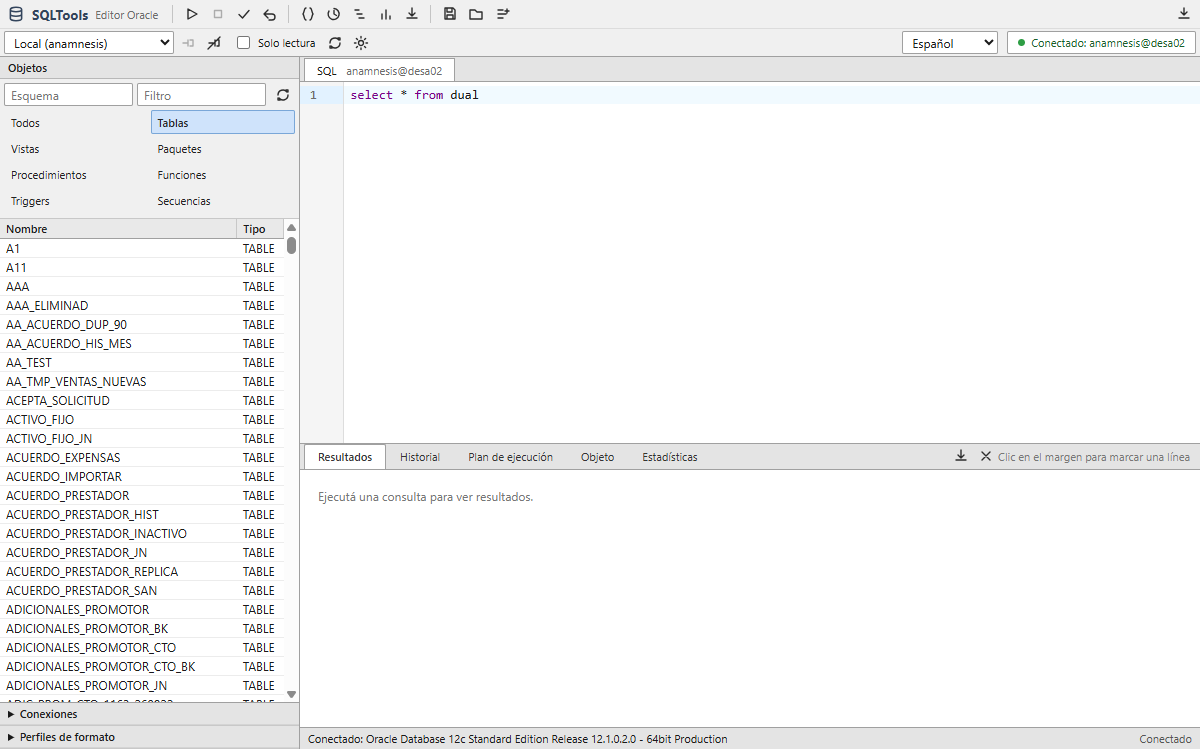 SQLTools Editor Oracle
Local (anamnesis) Solo lectura Español Conectado: anamnesis@desa02
Objetos
Esquema Filtro
Todos Tablas
Vistas Paquetes
Procedimientos Funciones
Triggers Secuencias
Nombre Tipo
A1 TABLE
A11 TABLE
AAA TABLE
AAA_ELIMINAD TABLE
AA_ACUERDO_DUP_90 TABLE
AA_ACUERDO_HIS_MES TABLE
AA_TEST TABLE
AA_TMP_VENTAS_NUEVAS TABLE
ACEPTA_SOLICITUD TABLE
ACTIVO_FIJO TABLE
ACTIVO_FIJO_JN TABLE
ACUERDO_EXPENSAS TABLE
ACUERDO_IMPORTAR TABLE
ACUERDO_PRESTADOR TABLE
ACUERDO_PRESTADOR_HIST TABLE
ACUERDO_PRESTADOR_INACTIVO TABLE
ACUERDO_PRESTADOR_JN TABLE
ACUERDO_PRESTADOR_REPLICA TABLE
ACUERDO_PRESTADOR_SAN TABLE
ADICIONALES_PROMOTOR TABLE
ADICIONALES_PROMOTOR_BK TABLE
ADICIONALES_PROMOTOR_CTO TABLE
ADICIONALES_PROMOTOR_CTO_BK TABLE
ADICIONALES_PROMOTOR_JN TABLE
Conexiones
Perfiles de formato
SQL anamnesis@desa02
1 select * from dual
Resultados Historial Plan de ejecución Objeto Estadísticas Clic en el margen para marcar una línea
Ejecutá una consulta para ver resultados.
Conectado: Oracle Database 12c Standard Edition Release 12.1.0.2.0 - 64bit Production Conectado